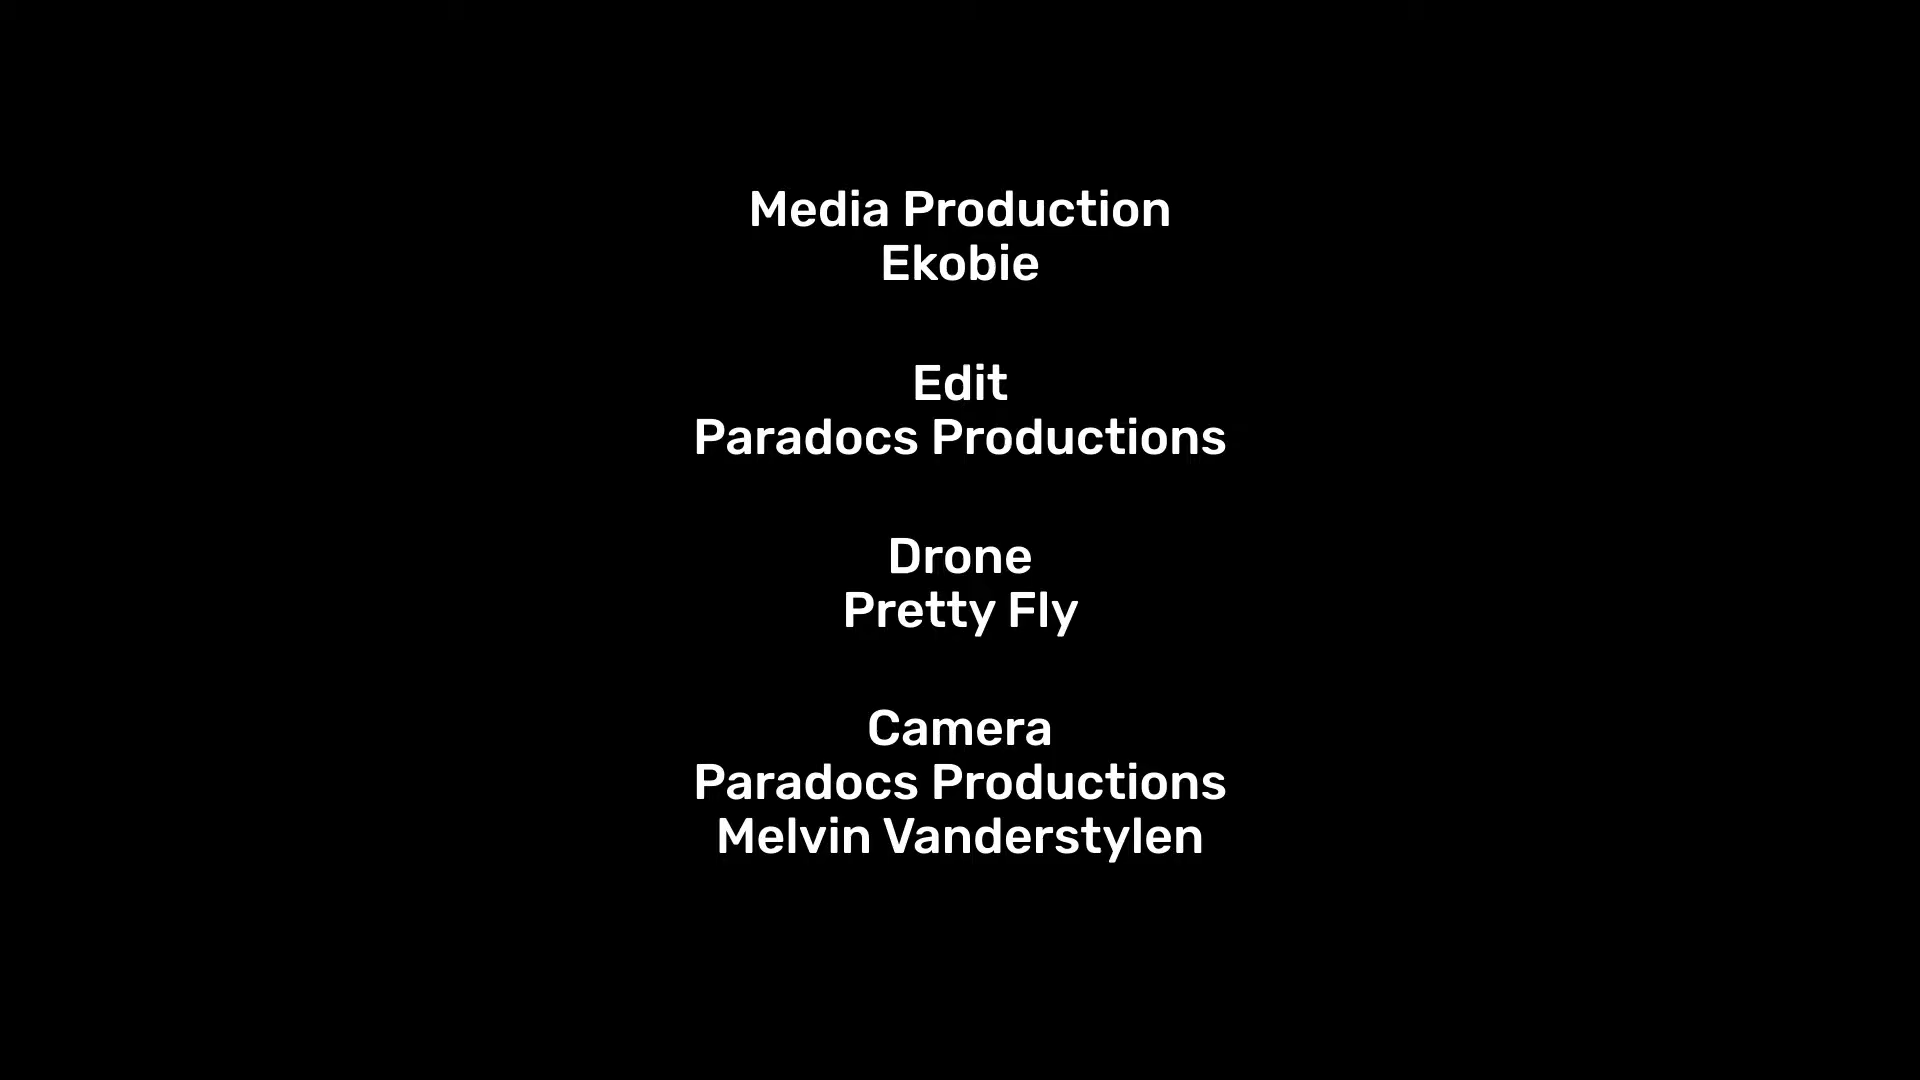 Media Production
Ekobie
Edit
Paradocs Productions
Drone
Pretty Fly
Camera
Paradocs Productions
Melvin Vanderstylen